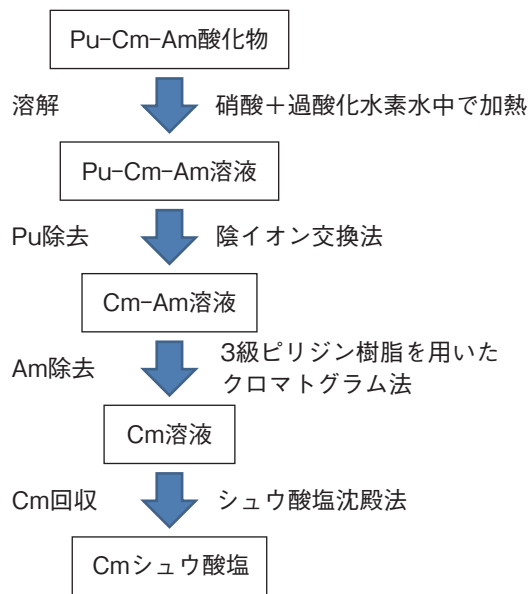 Pu-Cm-Am酸化物
溶解
硝酸+過酸化水素水中で加熱
Pu-Cm-Am溶液
Pu除去
陰イオン交換法
Cm-Am溶液
Am除去
3級ピリジン樹脂を用いた
クロマトグラム法
Cm溶液
Cm回収
シュウ酸塩沈殿法
Cmシュウ酸塩